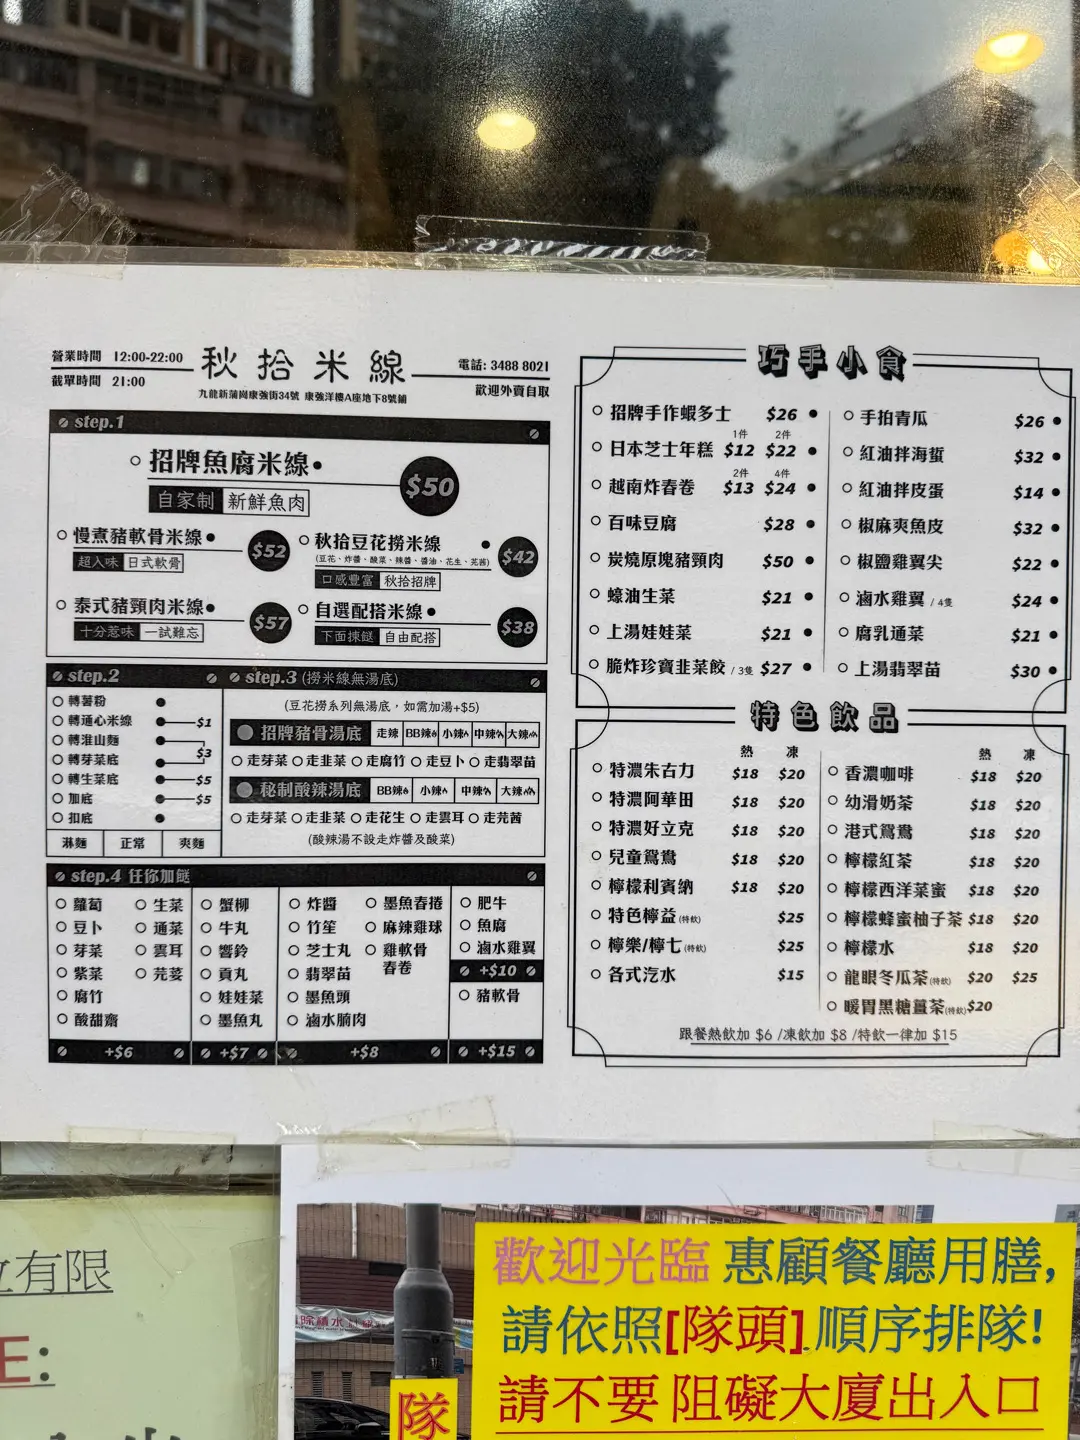 營業時間 12:00-22:00
截單時間 21:00
秋拾米線
九龍新蒲崗康強街34號 康強洋樓A座地下8號鋪
電話: 3488 8021
歡迎外賣自取
step.1
招牌魚腐米線
自家制 新鮮魚肉
$50
慢煮豬軟骨米線 $52
超入味 日式軟骨
秋拾豆花撈米線 $42
(豆花、炸醬、酸菜、辣醬、醬油、花生、芫茜)
口感豐富 秋拾招牌
泰式豬頸肉米線 $57
十分惹味 一試難忘
自選配搭米線 $38
下面揀餸 自由配搭
step.2
轉薯粉
轉通心米線 $1
轉淮山麵
$3
轉芽菜底
轉生菜底 $5
加底 $5
扣底
淋麵 正常 爽麵
step.3 (撈米線無湯底)
(豆花撈系列無湯底，如需加湯+$5)
招牌豬骨湯底 走辣 BB辣 小辣 中辣 大辣
走芽菜 走韭菜 走腐竹 走豆卜 走翡翠苗
秘制酸辣湯底 BB辣 小辣 中辣 大辣
走芽菜 走韭菜 走花生 走雲耳 走芫茜
(酸辣湯不設走炸醬及酸菜)
step.4 任你加餸
蘿蔔 生菜
豆卜 通菜
芽菜 雲耳
紫菜 芫荽
腐竹
酸甜齋
+$6
蟹柳
牛丸
響鈴
貢丸
娃娃菜
墨魚丸
+$7
炸醬 墨魚春捲
竹笙 麻辣雞球
芝士丸 雞軟骨春卷
翡翠苗
墨魚頭
滷水腩肉
+$8
肥牛
魚腐
滷水雞翼
+$10
豬軟骨
+$15
巧手小食
招牌手作蝦多士 $26
1件 2件
日本芝士年糕 $12 $22
2件 4件
越南炸春卷 $13 $24
百味豆腐 $28
炭燒原塊豬頸肉 $50
蠔油生菜 $21
上湯娃娃菜 $21
脆炸珍寶韭菜餃 / 3隻 $27
手拍青瓜 $26
紅油拌海蜇 $32
紅油拌皮蛋 $14
椒麻爽魚皮 $32
椒鹽雞翼尖 $22
滷水雞翼 / 4隻 $24
腐乳通菜 $21
上湯翡翠苗 $30
特色飲品
熱 凍
特濃朱古力 $18 $20
特濃阿華田 $18 $20
特濃好立克 $18 $20
兒童鴛鴦 $18 $20
檸檬利賓納 $18 $20
特色檸益(特飲) $25
檸樂/檸七(特飲) $25
各式汽水 $15
熱 凍
香濃咖啡 $18 $20
幼滑奶茶 $18 $20
港式鴛鴦 $18 $20
檸檬紅茶 $18 $20
檸檬西洋菜蜜 $18 $20
檸檬蜂蜜柚子茶 $18 $20
檸檬水 $18 $20
龍眼冬瓜茶(特飲) $20 $25
暖胃黑糖薑茶(特飲) $20
跟餐熱飲加 $6 /凍飲加 $8 /特飲一律加 $15
有限
E:
歡迎光臨 惠顧餐廳用膳,
請依照[隊頭] 順序排隊!
請不要 阻礙大廈出入口
隊